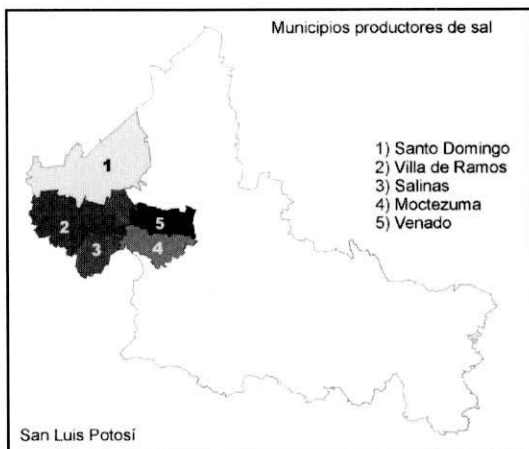 Municipios productores de sal
1) Santo Domingo
2) Villa de Ramos
3) Salinas
4) Moctezuma
5) Venado
1
2
5
3
4
San Luis Potosí